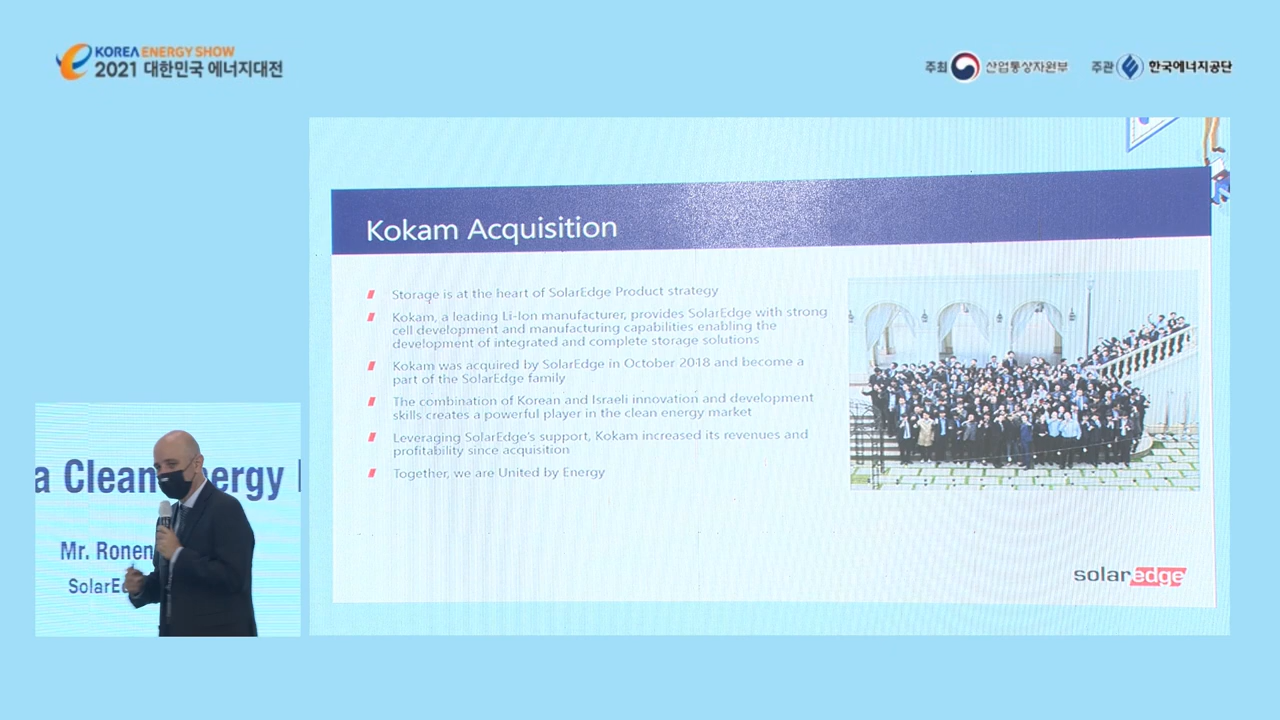 KOREA ENERGY SHOW
2021 대한민국 에너지대전
주최 산업통상자원부 주관 한국에너지공단
Kokam Acquisition
Storage is at the heart of SolarEdge Product strategy
Kokam, a leading Li-Ion manufacturer, provides SolarEdge with strong
cell development and manufacturing capabilities enabling the
development of integrated and complete storage solutions
Kokam was acquired by SolarEdge in October 2018 and become a
part of the SolarEdge family
The combination of Korean and Israeli innovation and development
skills creates a powerful player in the clean energy market
Leveraging SolarEdge's support, Kokam increased its revenues and
profitability since acquisition
Together, we are United by Energy
solaredge
a Clean
Mr. Ronen